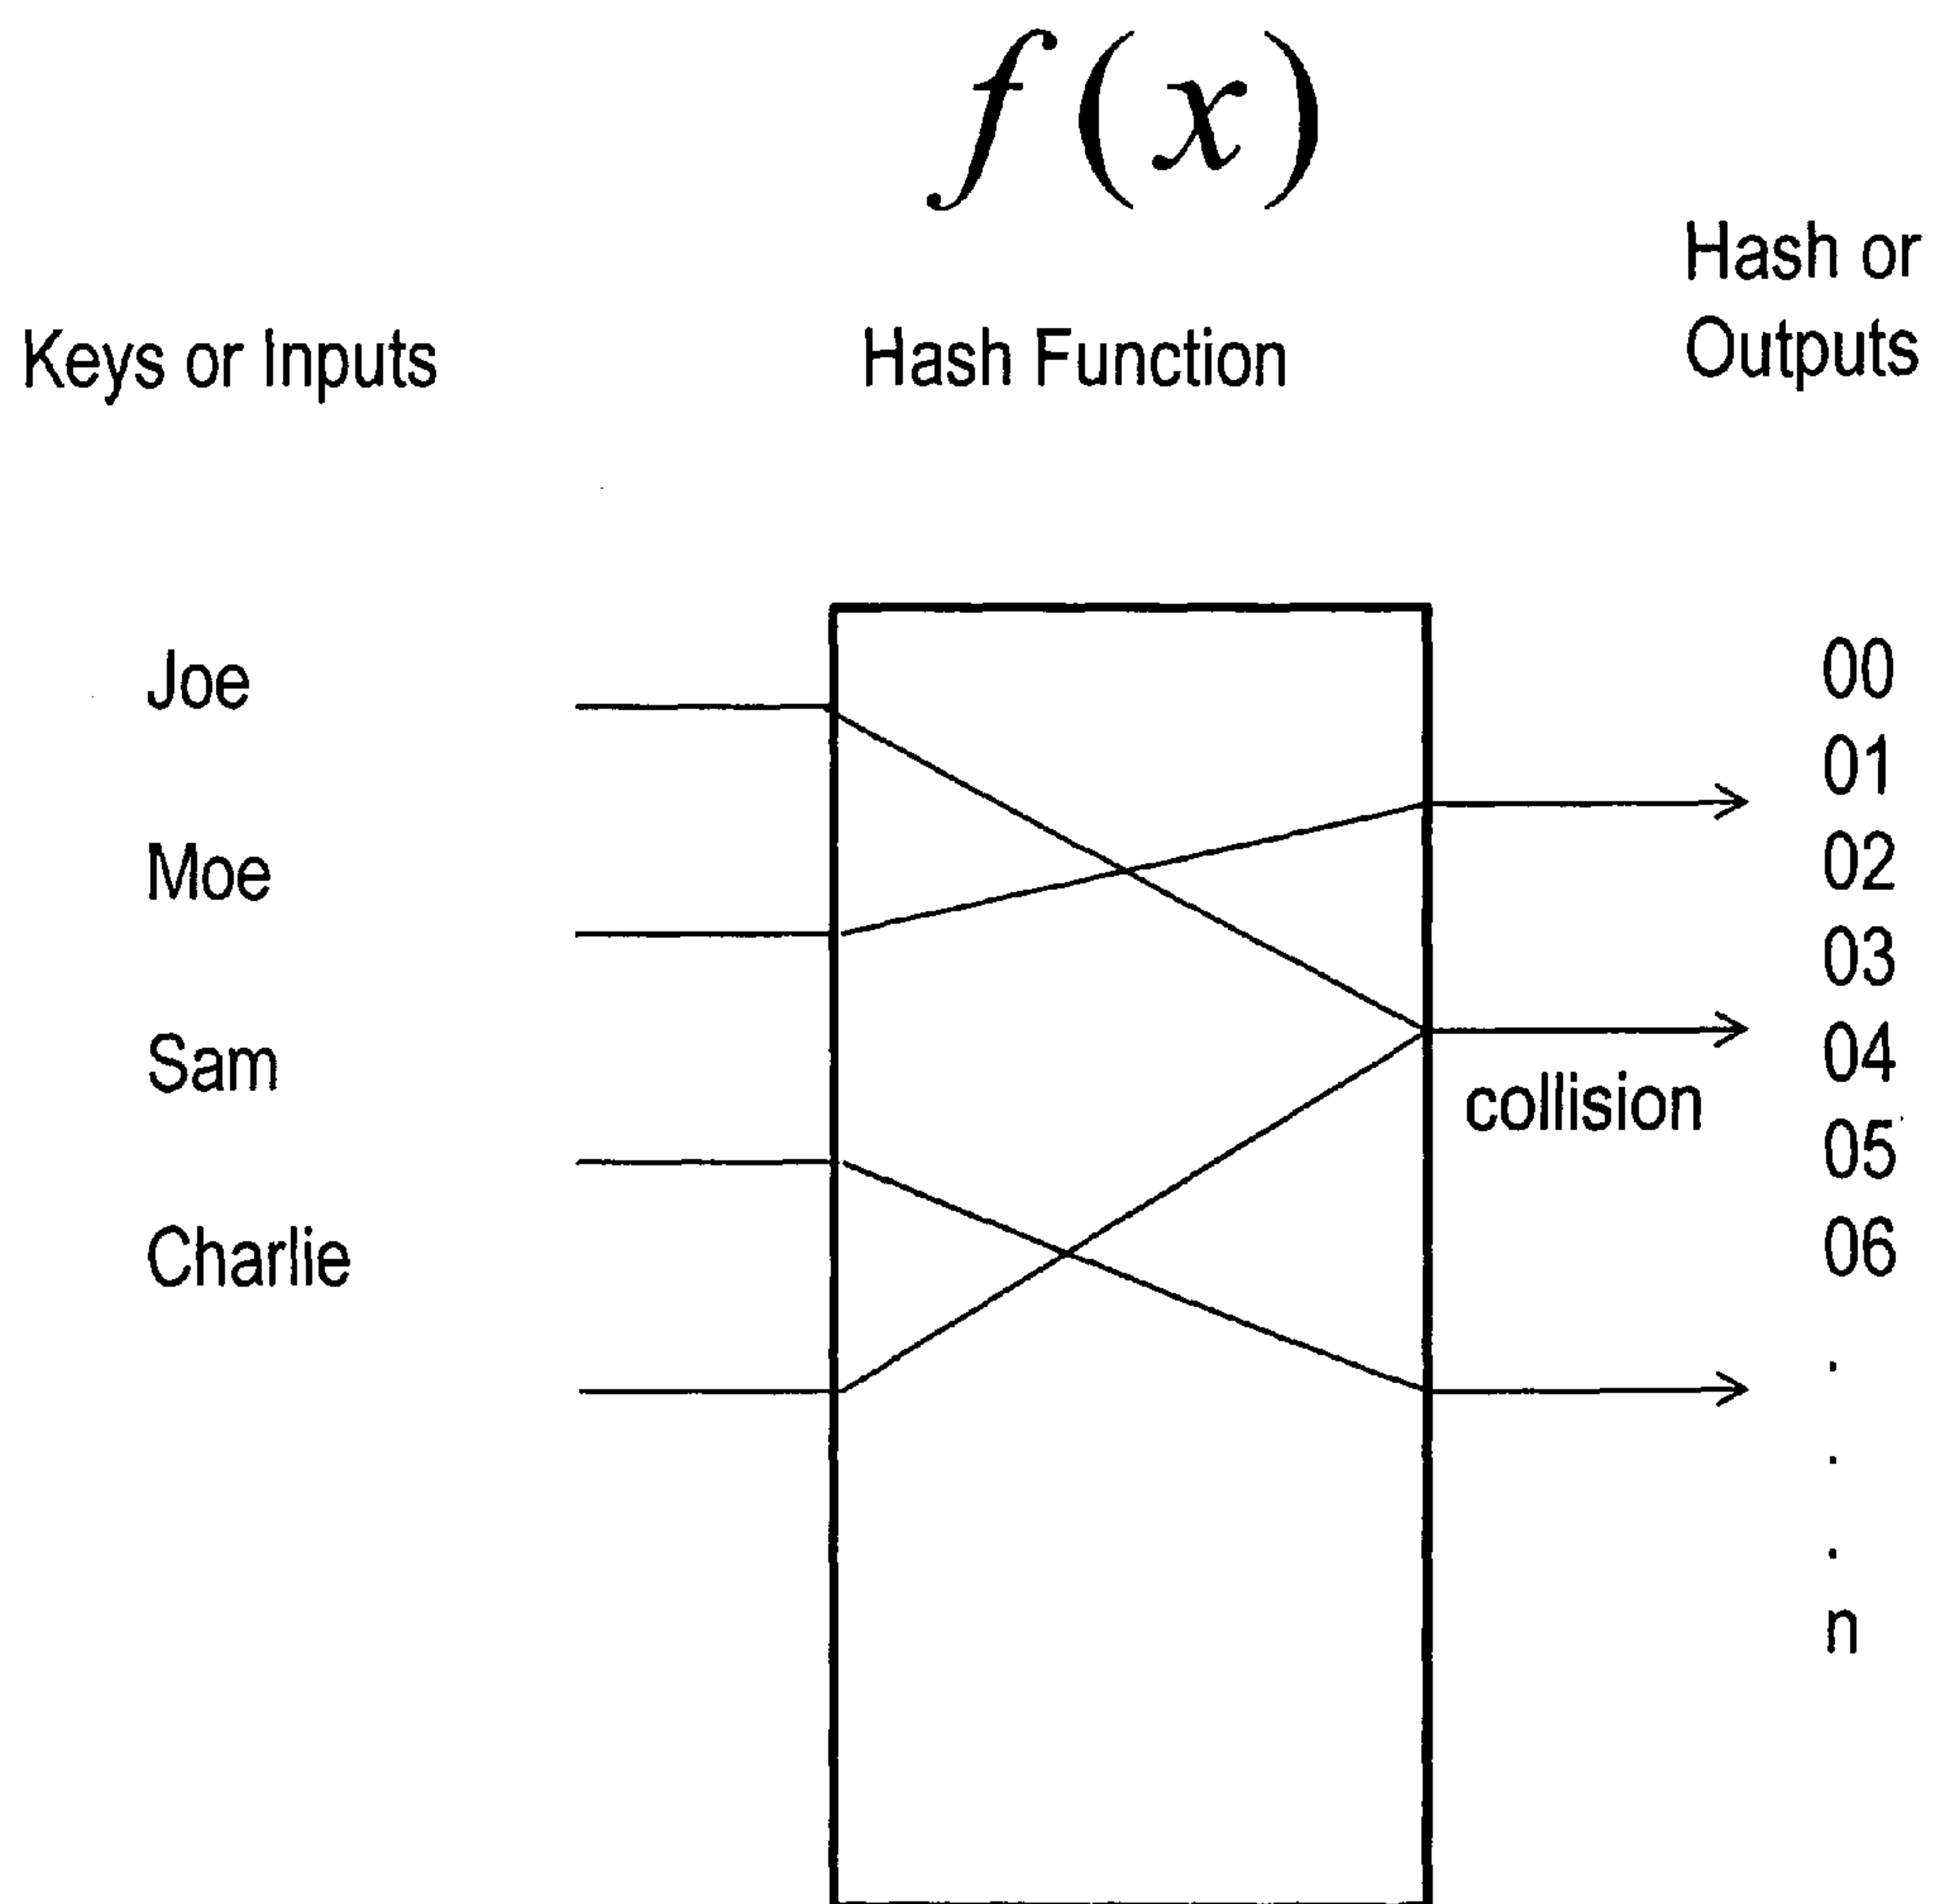 f(x)
Keys or Inputs
Hash Function
Hash or
Outputs
Joe
Moe
Sam
Charlie
collision
00
01
02
03
04
05
06
.
.
.
n